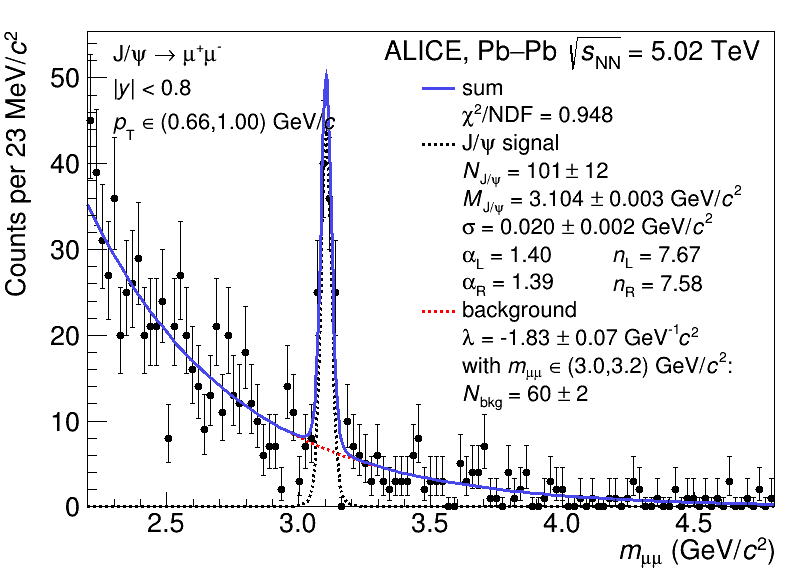 J/ψ → μ⁺μ⁻
|y| < 0.8
p_T ∈ (0.66,1.00) GeV/c
ALICE, Pb–Pb √s_NN = 5.02 TeV
sum
χ²/NDF = 0.948
J/ψ signal
N_J/ψ = 101 ± 12
M_J/ψ = 3.104 ± 0.003 GeV/c²
σ = 0.020 ± 0.002 GeV/c²
α_L = 1.40 n_L = 7.67
α_R = 1.39 n_R = 7.58
background
λ = -1.83 ± 0.07 GeV⁻¹c²
with m_μμ ∈ (3.0,3.2) GeV/c²:
N_bkg = 60 ± 2
Counts per 23 MeV/c²
50
40
30
20
10
0
2.5 3.0 3.5 4.0 4.5
m_μμ (GeV/c²)